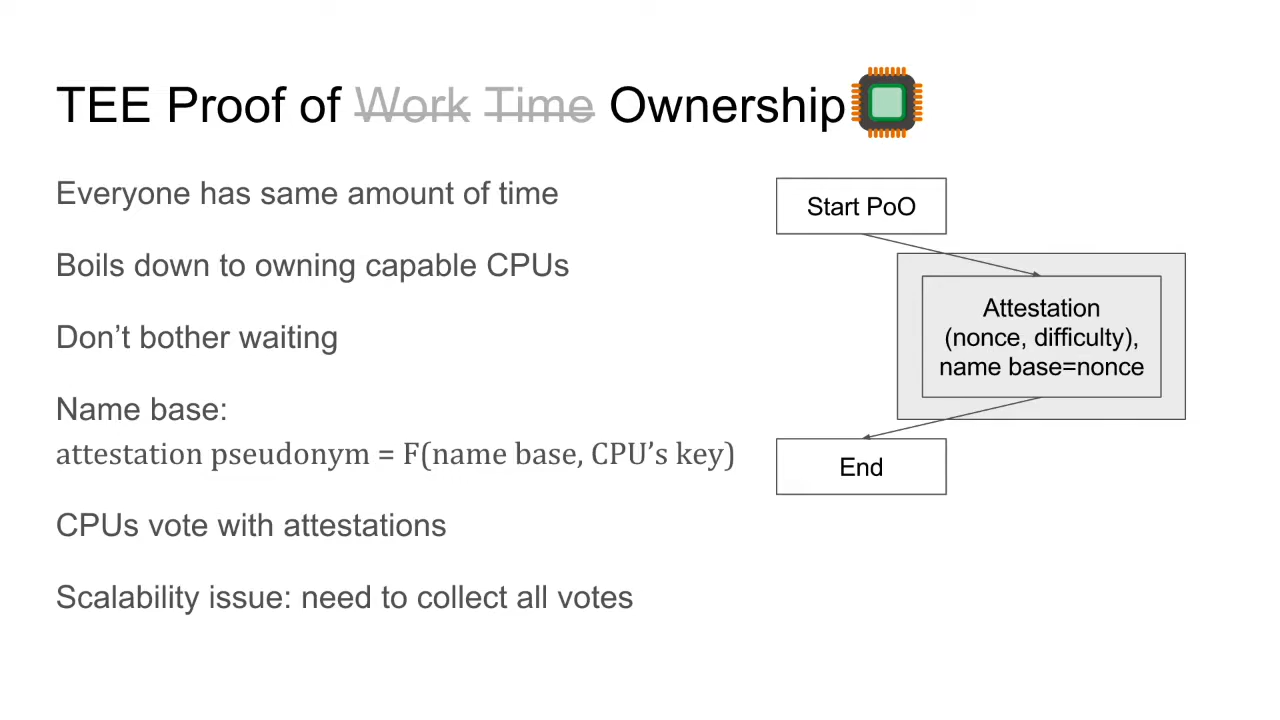 TEE Proof of Work Time Ownership
Everyone has same amount of time
Boils down to owning capable CPUs
Don’t bother waiting
Name base:
attestation pseudonym = F(name base, CPU’s key)
CPUs vote with attestations
Scalability issue: need to collect all votes
Start PoO
Attestation
(nonce, difficulty),
name base=nonce
End